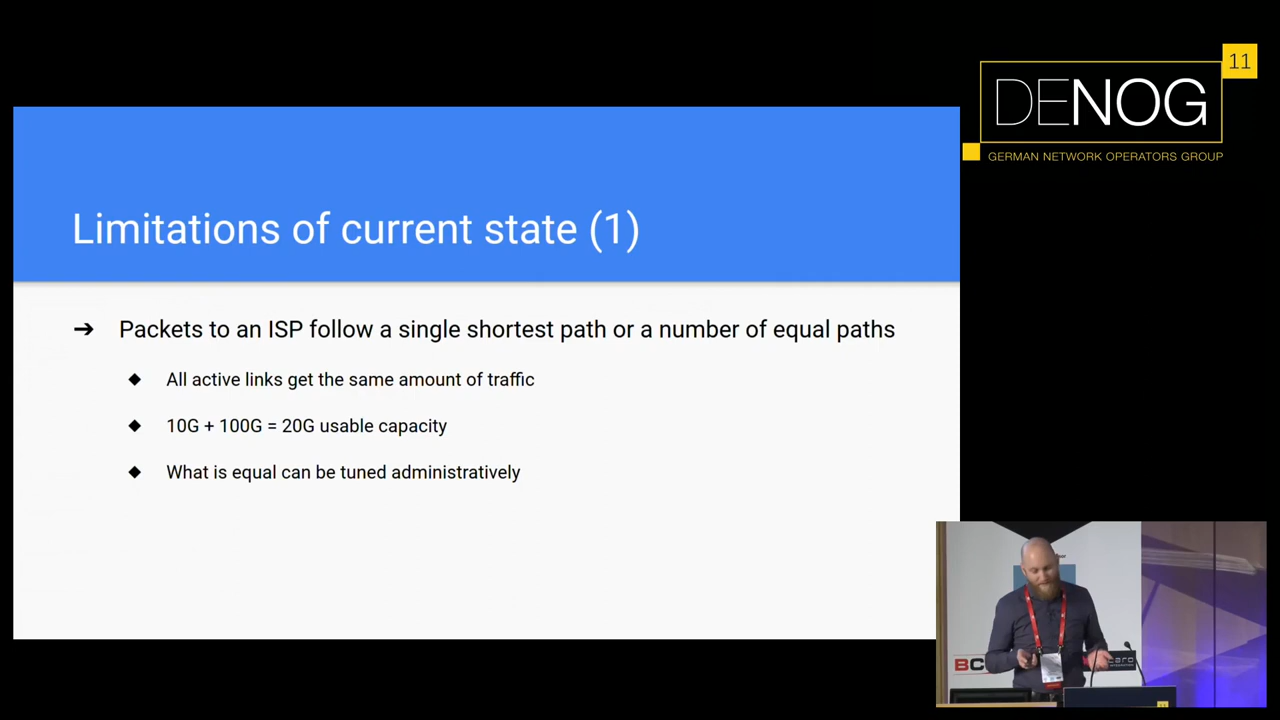 11
DENOG
GERMAN NETWORK OPERATORS GROUP
Limitations of current state (1)
➔ Packets to an ISP follow a single shortest path or a number of equal paths
◆ All active links get the same amount of traffic
◆ 10G + 100G = 20G usable capacity
◆ What is equal can be tuned administratively
BC
11